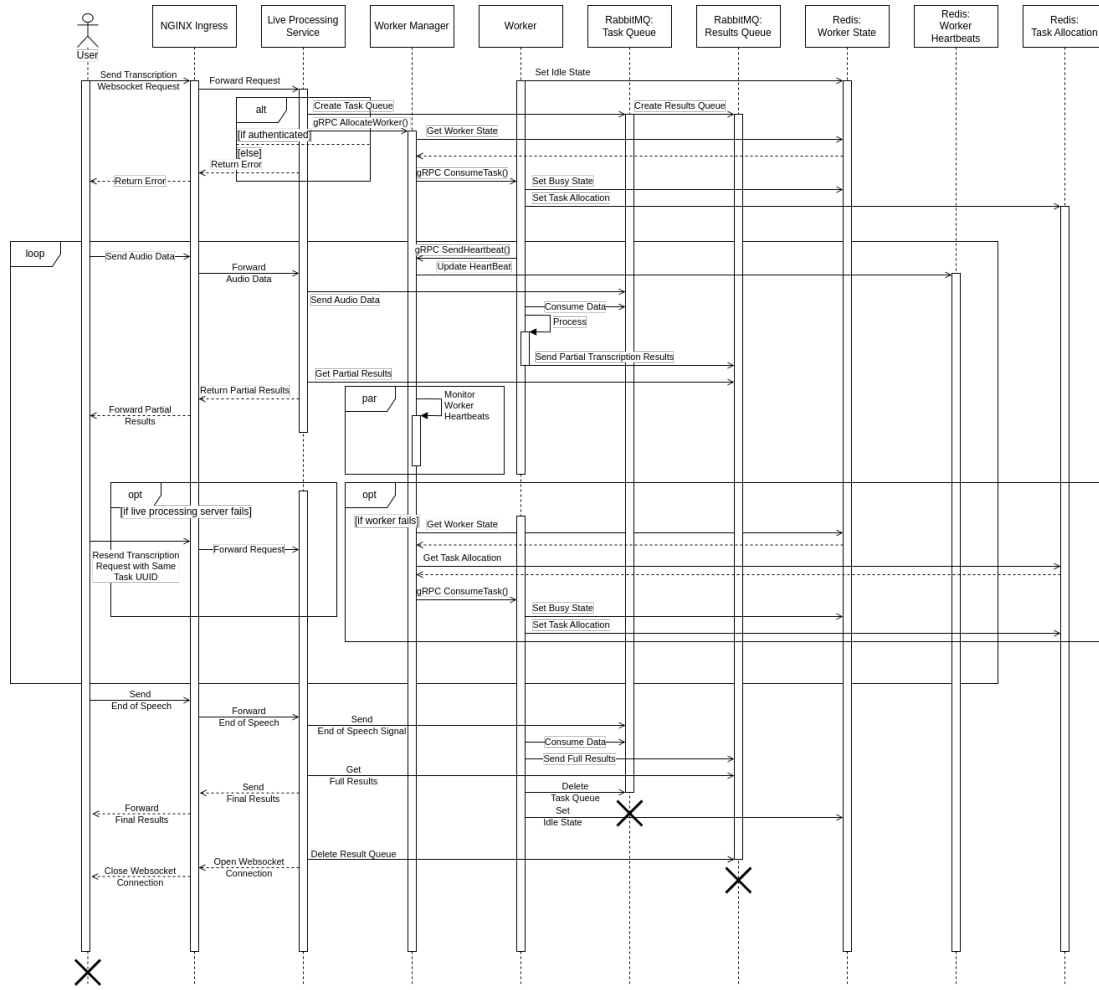 User
NGINX Ingress
Live Processing
Service
Worker Manager
Worker
RabbitMQ:
Task Queue
RabbitMQ:
Results Queue
Redis:
Worker State
Redis:
Worker
Heartbeats
Redis:
Task Allocation
Send Transcription
Websocket Request
Forward Request
Set Idle State
alt
Create Task Queue
Create Results Queue
gRPC AllocateWorker()
[if authenticated]
Get Worker State
[else]
Return Error
Return Error
gRPC ConsumeTask()
Set Busy State
Set Task Allocation
loop
Send Audio Data
gRPC SendHeartbeat()
Forward
Audio Data
Update HeartBeat
Send Audio Data
Consume Data
Process
Send Partial Transcription Results
Get Partial Results
Return Partial Results
par
Monitor
Worker
Heartbeats
Forward Partial
Results
opt
[if live processing server fails]
opt
[if worker fails]
Get Worker State
Resend Transcription
Request with Same
Task UUID
Forward Request
Get Task Allocation
gRPC ConsumeTask()
Set Busy State
Set Task Allocation
Send
End of Speech
Forward
End of Speech
Send
End of Speech Signal
Consume Data
Send Full Results
Get
Full Results
Send
Final Results
Delete
Task Queue
Forward
Final Results
Set
Idle State
Delete Result Queue
Open Websocket
Connection
Close Websocket
Connection